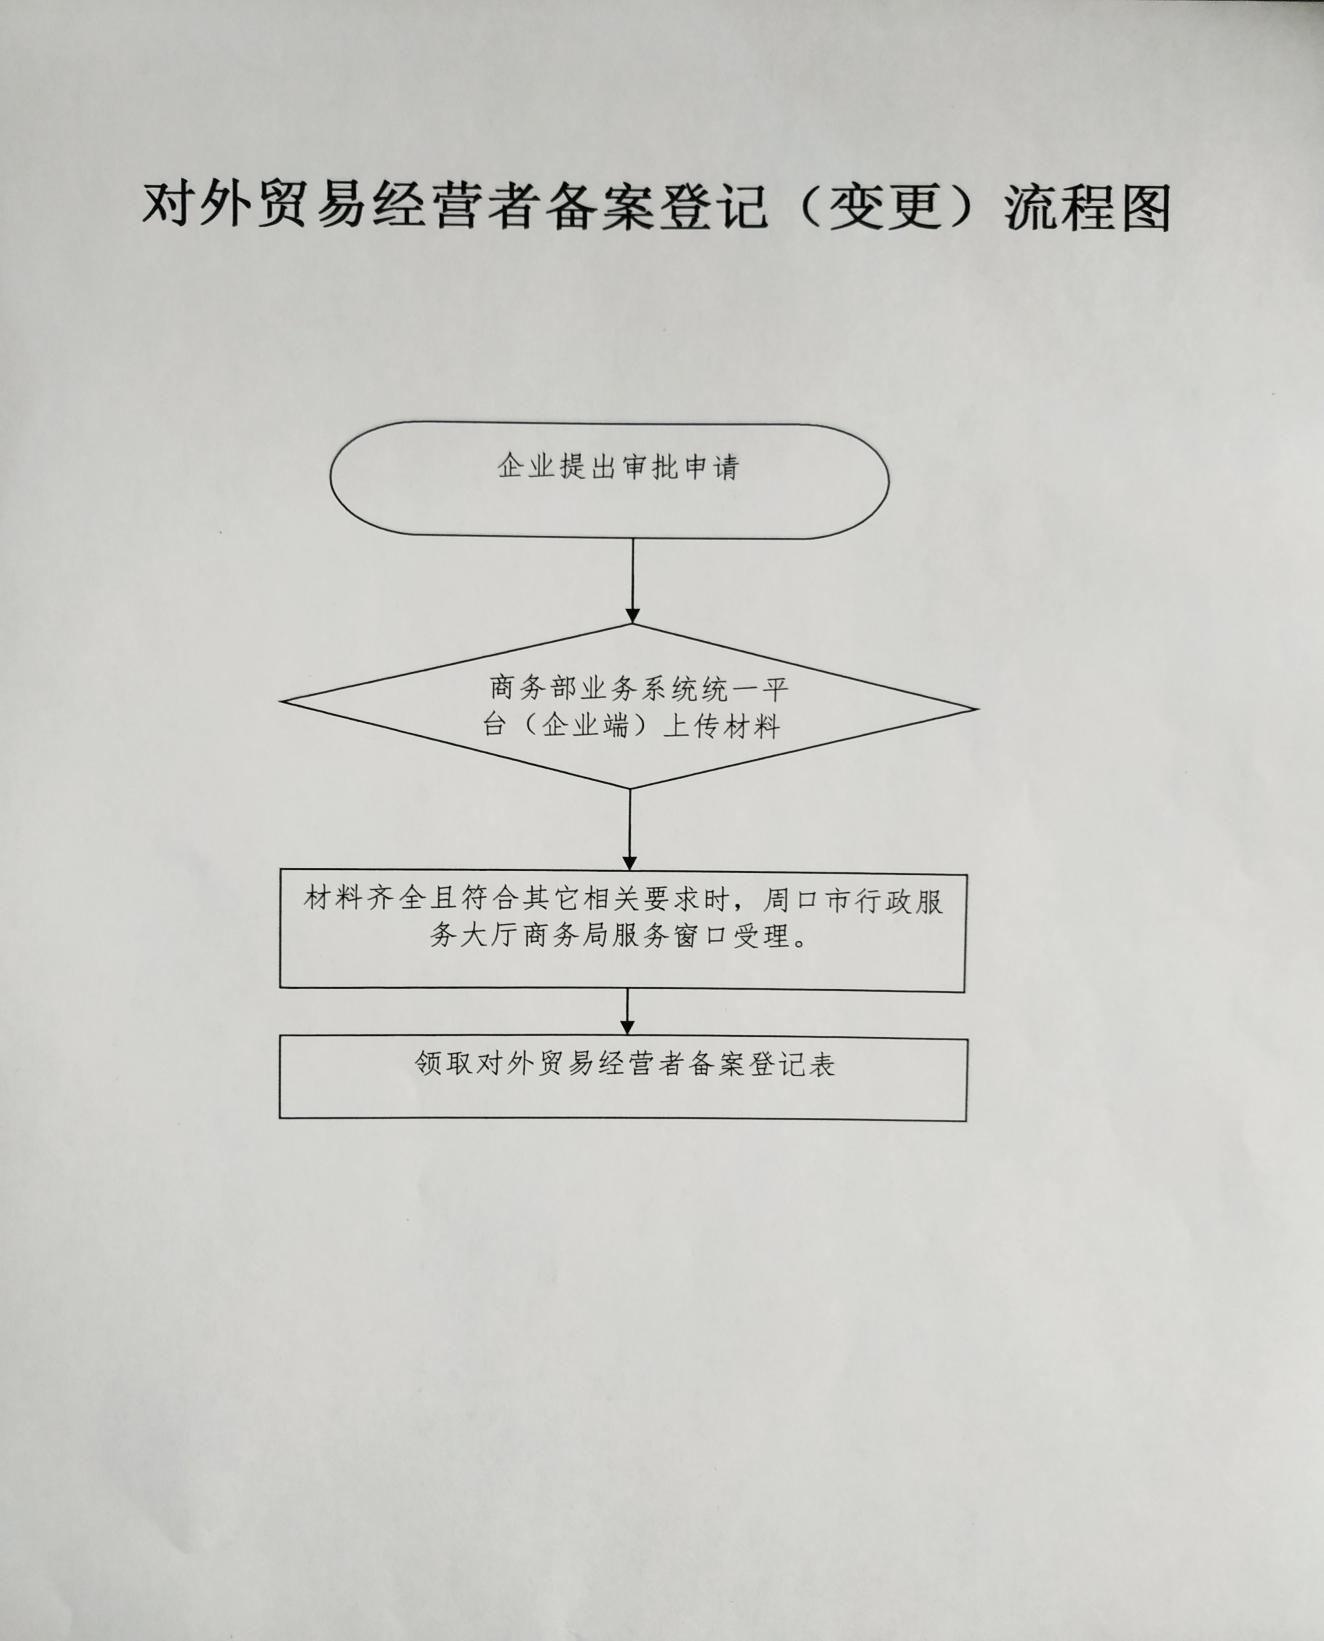 对外贸易经营者备案登记（变更）流程图
企业提出审批申请
商务部业务系统统一平
台（企业端）上传材料
材料齐全且符合其它相关要求时，周口市行政服
务大厅商务局服务窗口受理。
领取对外贸易经营者备案登记表